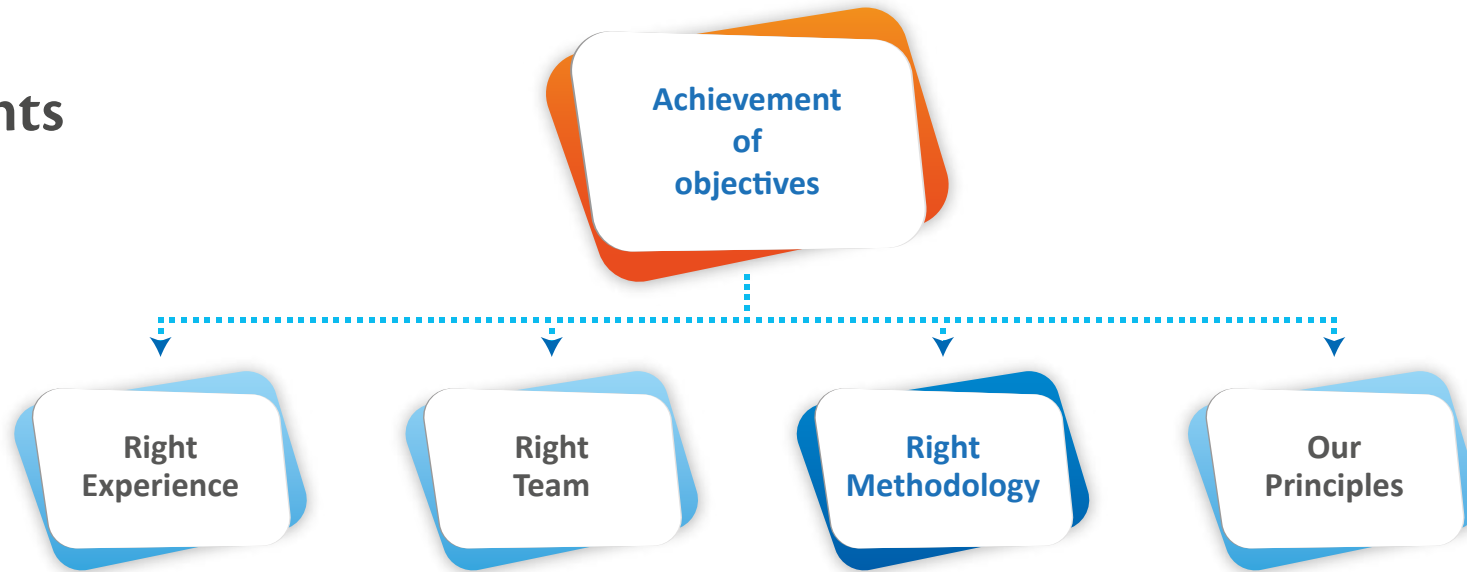 nts
Achievement
of
objectives
Right
Experience
Right
Team
Right
Methodology
Our
Principles